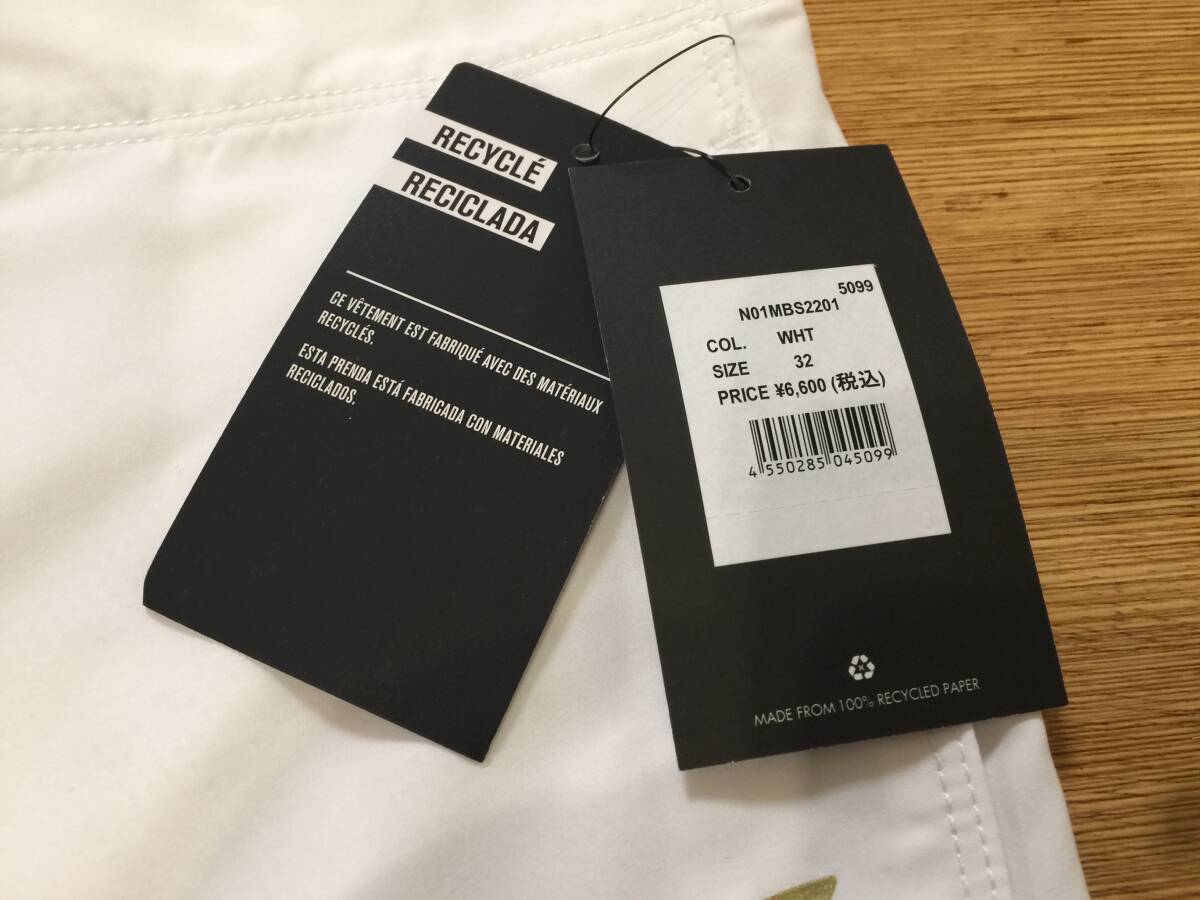 RECYCLÉ
RECICLADA
CE VÊTEMENT EST FABRIQUÉ AVEC DES MATÉRIAUX
RECYCLÉS.
ESTA PRENDA ESTÁ FABRICADA CON MATERIALES
RECICLADOS.
5099
N01MBS2201
COL. WHT
SIZE 32
PRICE ¥6,600 (税込)
4 550285 045099
MADE FROM 100% RECYCLED PAPER